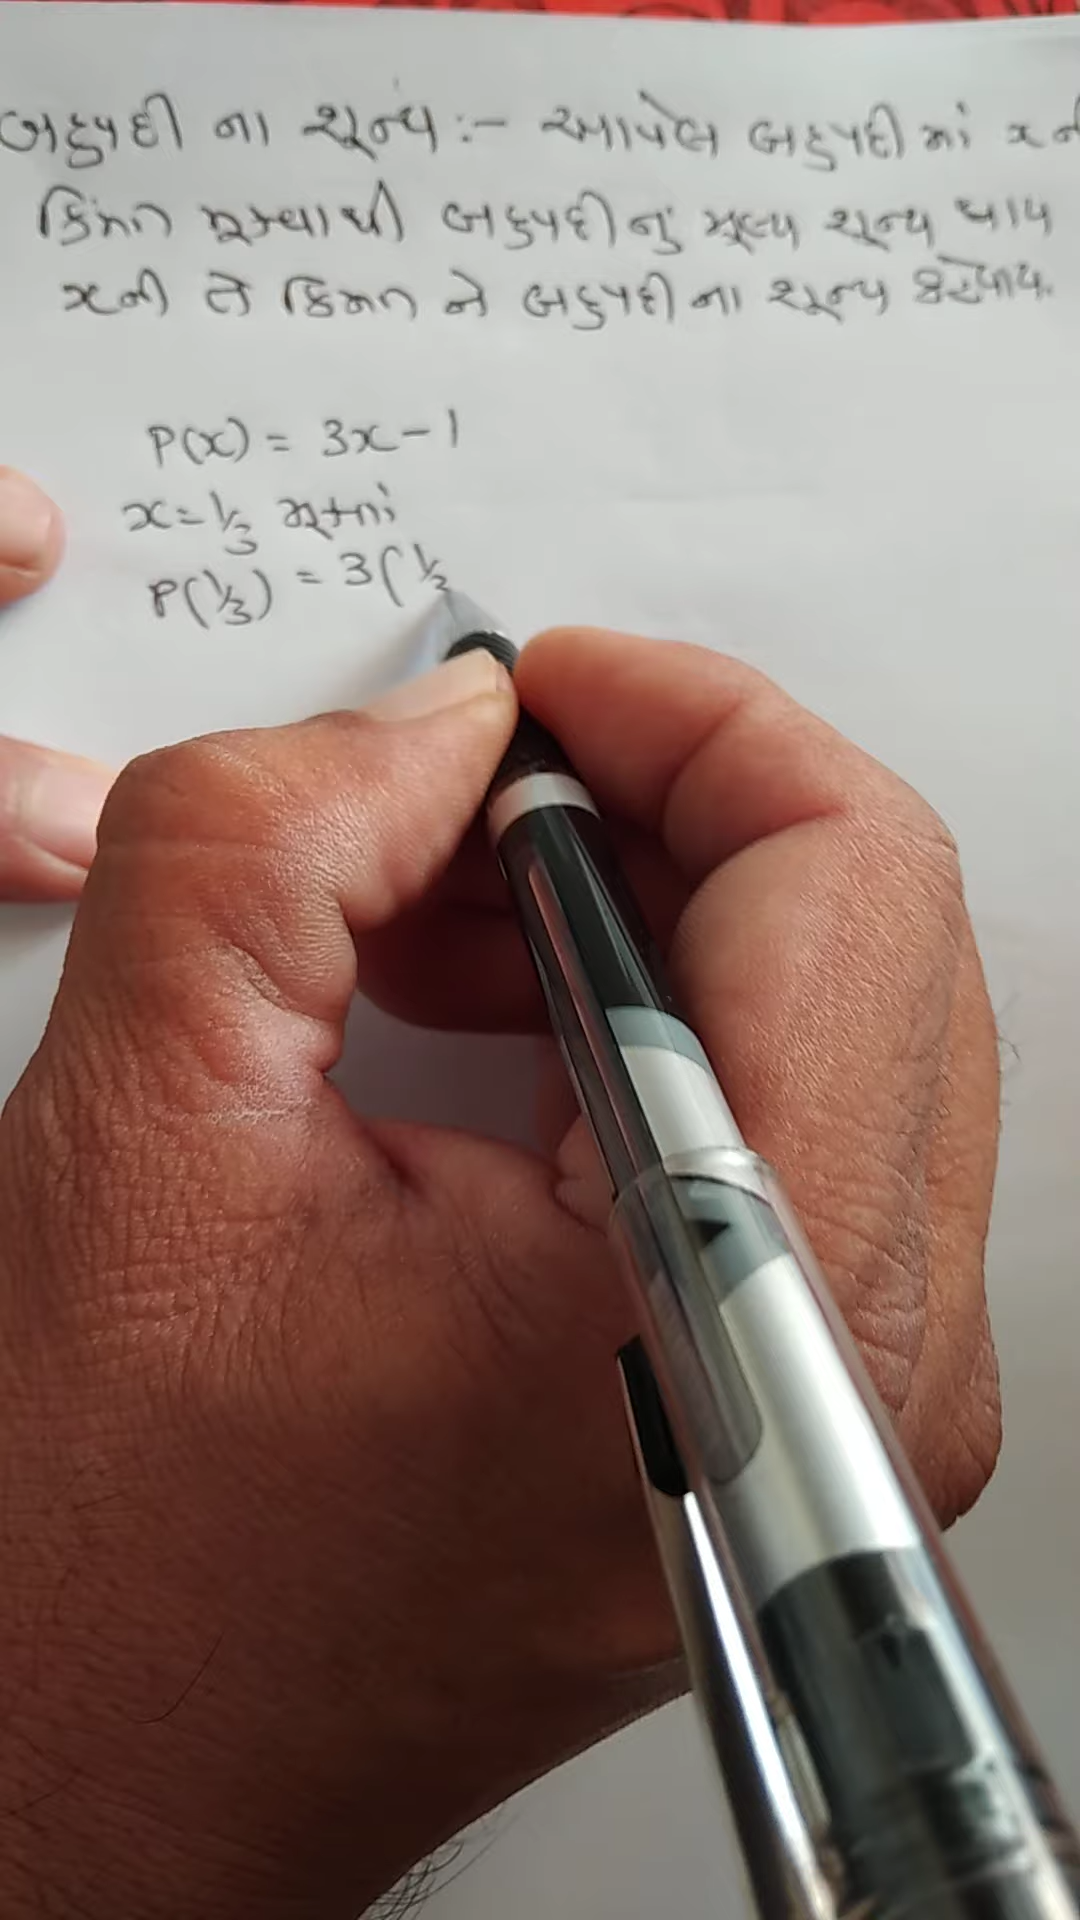 બહુપદી ના શૂન્ય :- આપેલ બહુપદી માં x ની
કિંમત મૂકવાથી બહુપદીનું મૂલ્ય શૂન્ય થાય
xની તે કિંમત ને બહુપદીના શૂન્ય કહેવાય.
P(x) = 3x-1
x=1/3 મૂકતાં
P(1/3) = 3(1/3